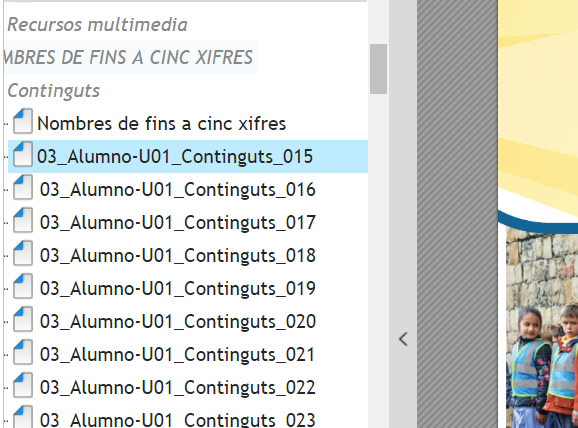 Recursos multimedia
MBRES DE FINS A CINC XIFRES
Continguts
Nombres de fins a cinc xifres
03_Alumno-U01_Continguts_015
03_Alumno-U01_Continguts_016
03_Alumno-U01_Continguts_017
03_Alumno-U01_Continguts_018
03_Alumno-U01_Continguts_019
03_Alumno-U01_Continguts_020
03_Alumno-U01_Continguts_021
03_Alumno-U01_Continguts_022
03_Alumno-U01_Continguts_023